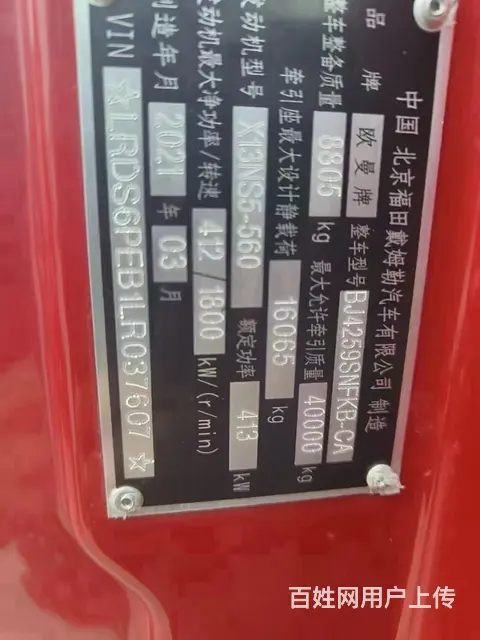 中国 北京福田戴姆勒汽车有限公司 制造
品牌 欧曼牌 整车型号 BJ4259SNFKB-CA
整车整备质量 8805 kg 最大允许牵引质量 40000 kg
牵引座最大设计静载荷 16065 kg
发动机型号 X13NS5-560 额定功率 413 kW
发动机最大净功率/转速 412/1800 kW/(r/min)
制造年月 2021 年 03 月
VIN ☆LRDS6PEB1LR037607☆
百姓网用户上传